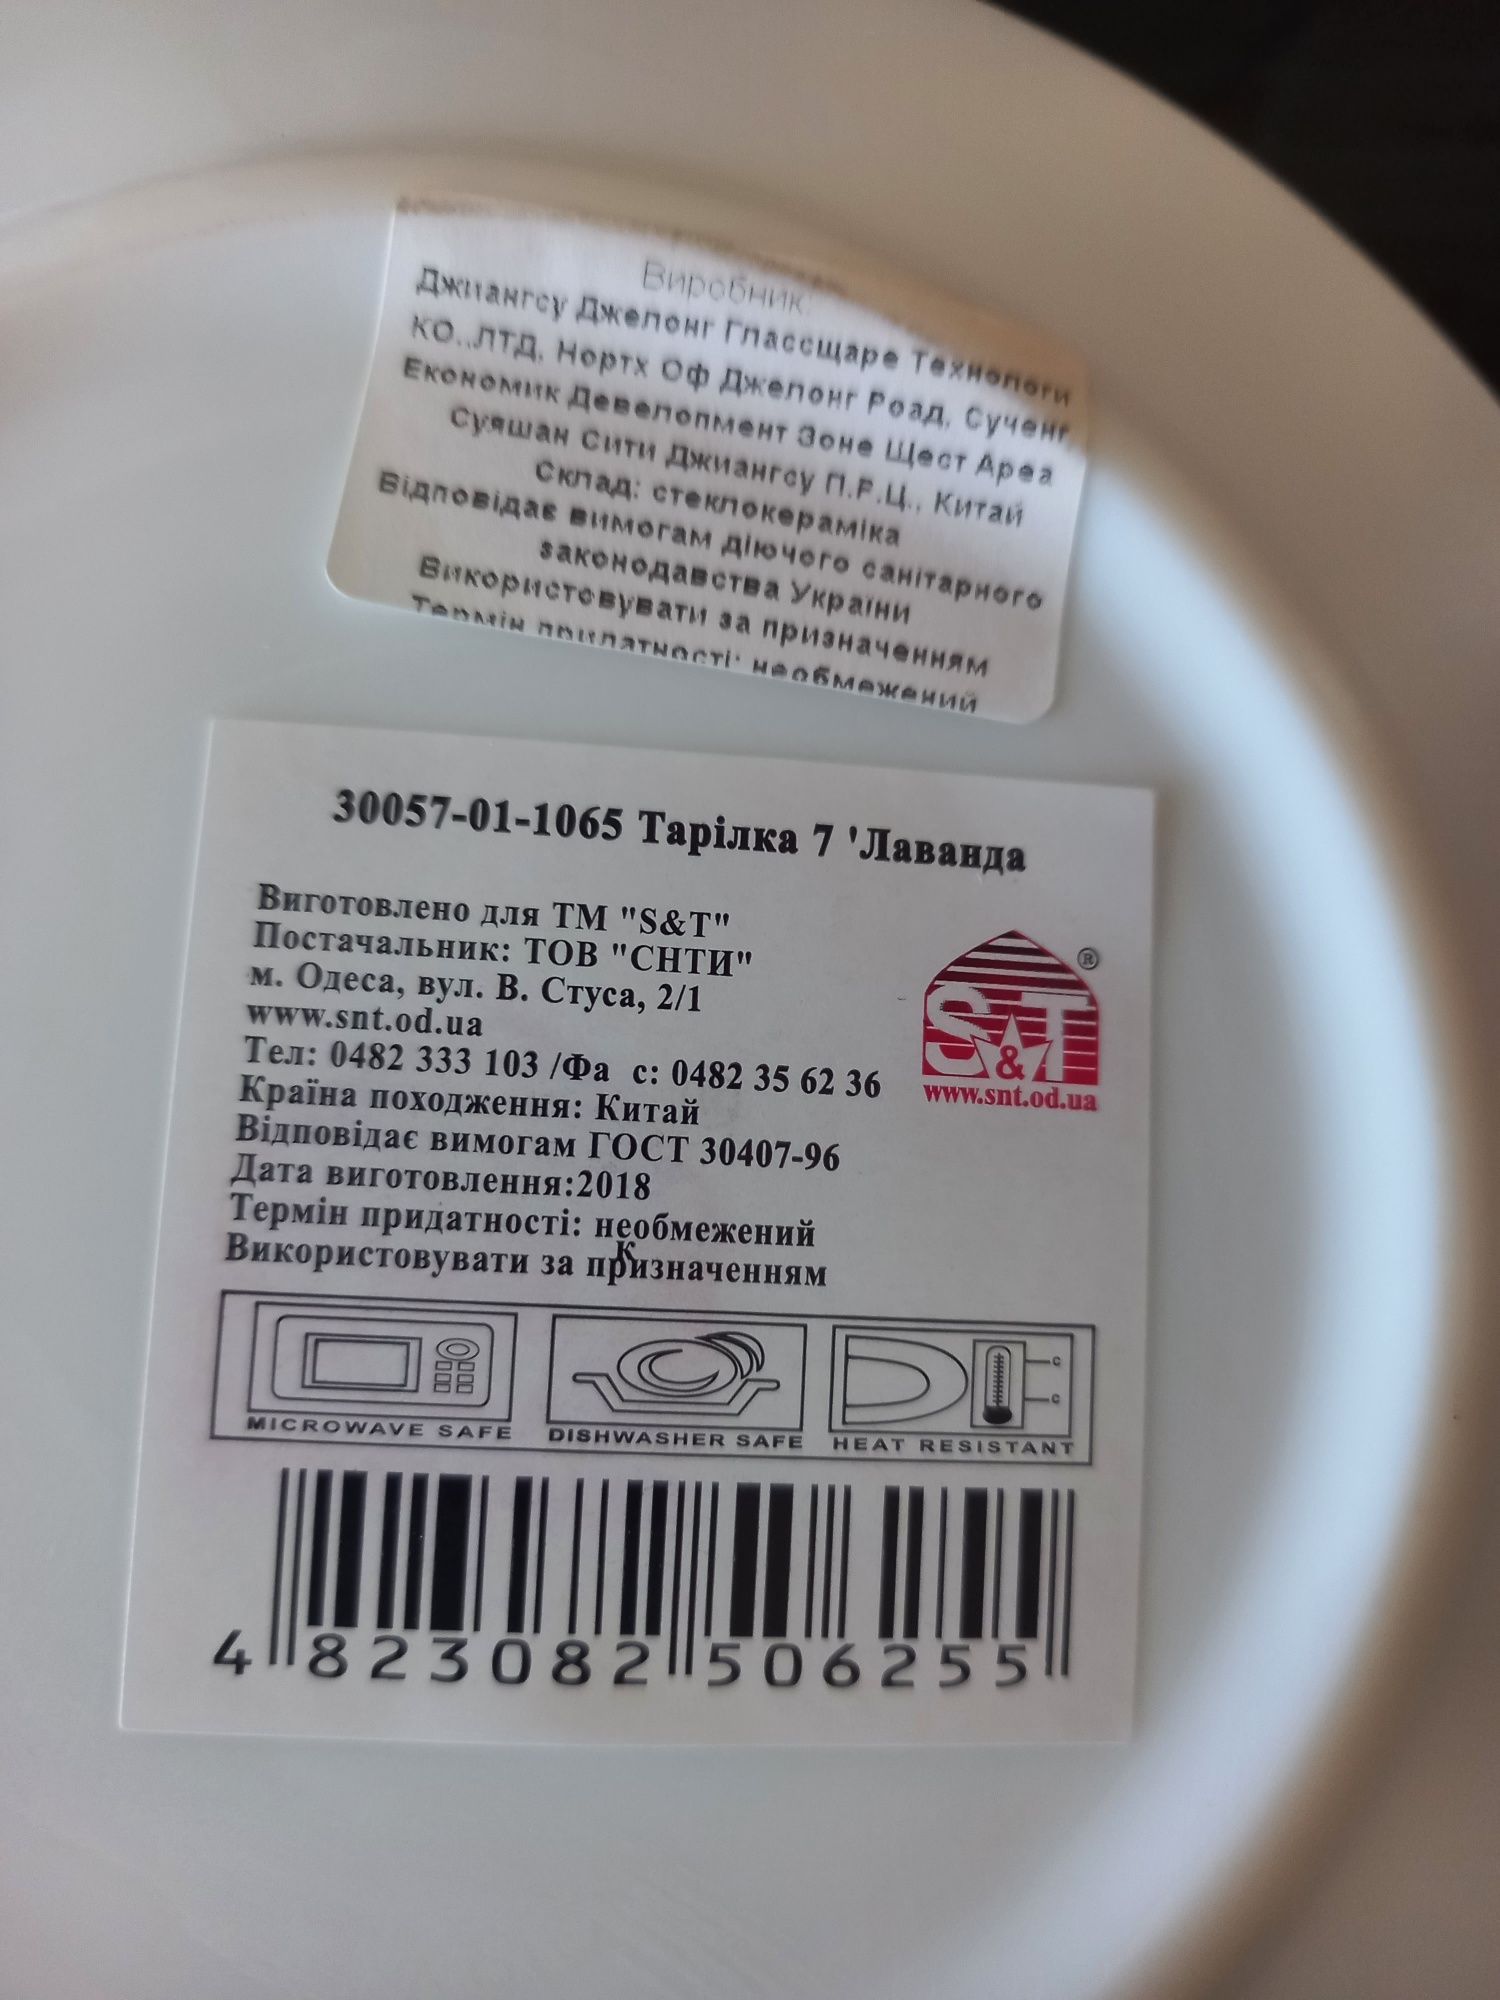 Виробник:
Джиангсу Джелонг Глассщаре Технологи
КО..ЛТД, Нортх Оф Джелонг Роад, Сученг
Економик Девелопмент Зоне Щест Ареа
Суяшан Сити Джиангсу П.Р.Ц., Китай
Склад: стеклокераміка
Відповідає вимогам діючого санітарного
законодавства України
Використовувати за призначенням
Термін придатності: необмежений
30057-01-1065 Тарілка 7 'Лаванда
Виготовлено для ТМ "S&T"
Постачальник: ТОВ "СНТИ"
м. Одеса, вул. В. Стуса, 2/1
www.snt.od.ua
Тел: 0482 333 103 /Фа с: 0482 35 62 36
Країна походження: Китай
Відповідає вимогам ГОСТ 30407-96
Дата виготовлення:2018
Термін придатності: необмежений
к
Використовувати за призначенням
S&T ®
www.snt.od.ua
MICROWAVE SAFE
DISHWASHER SAFE
C
C
HEAT RESISTANT
4 823082 506255